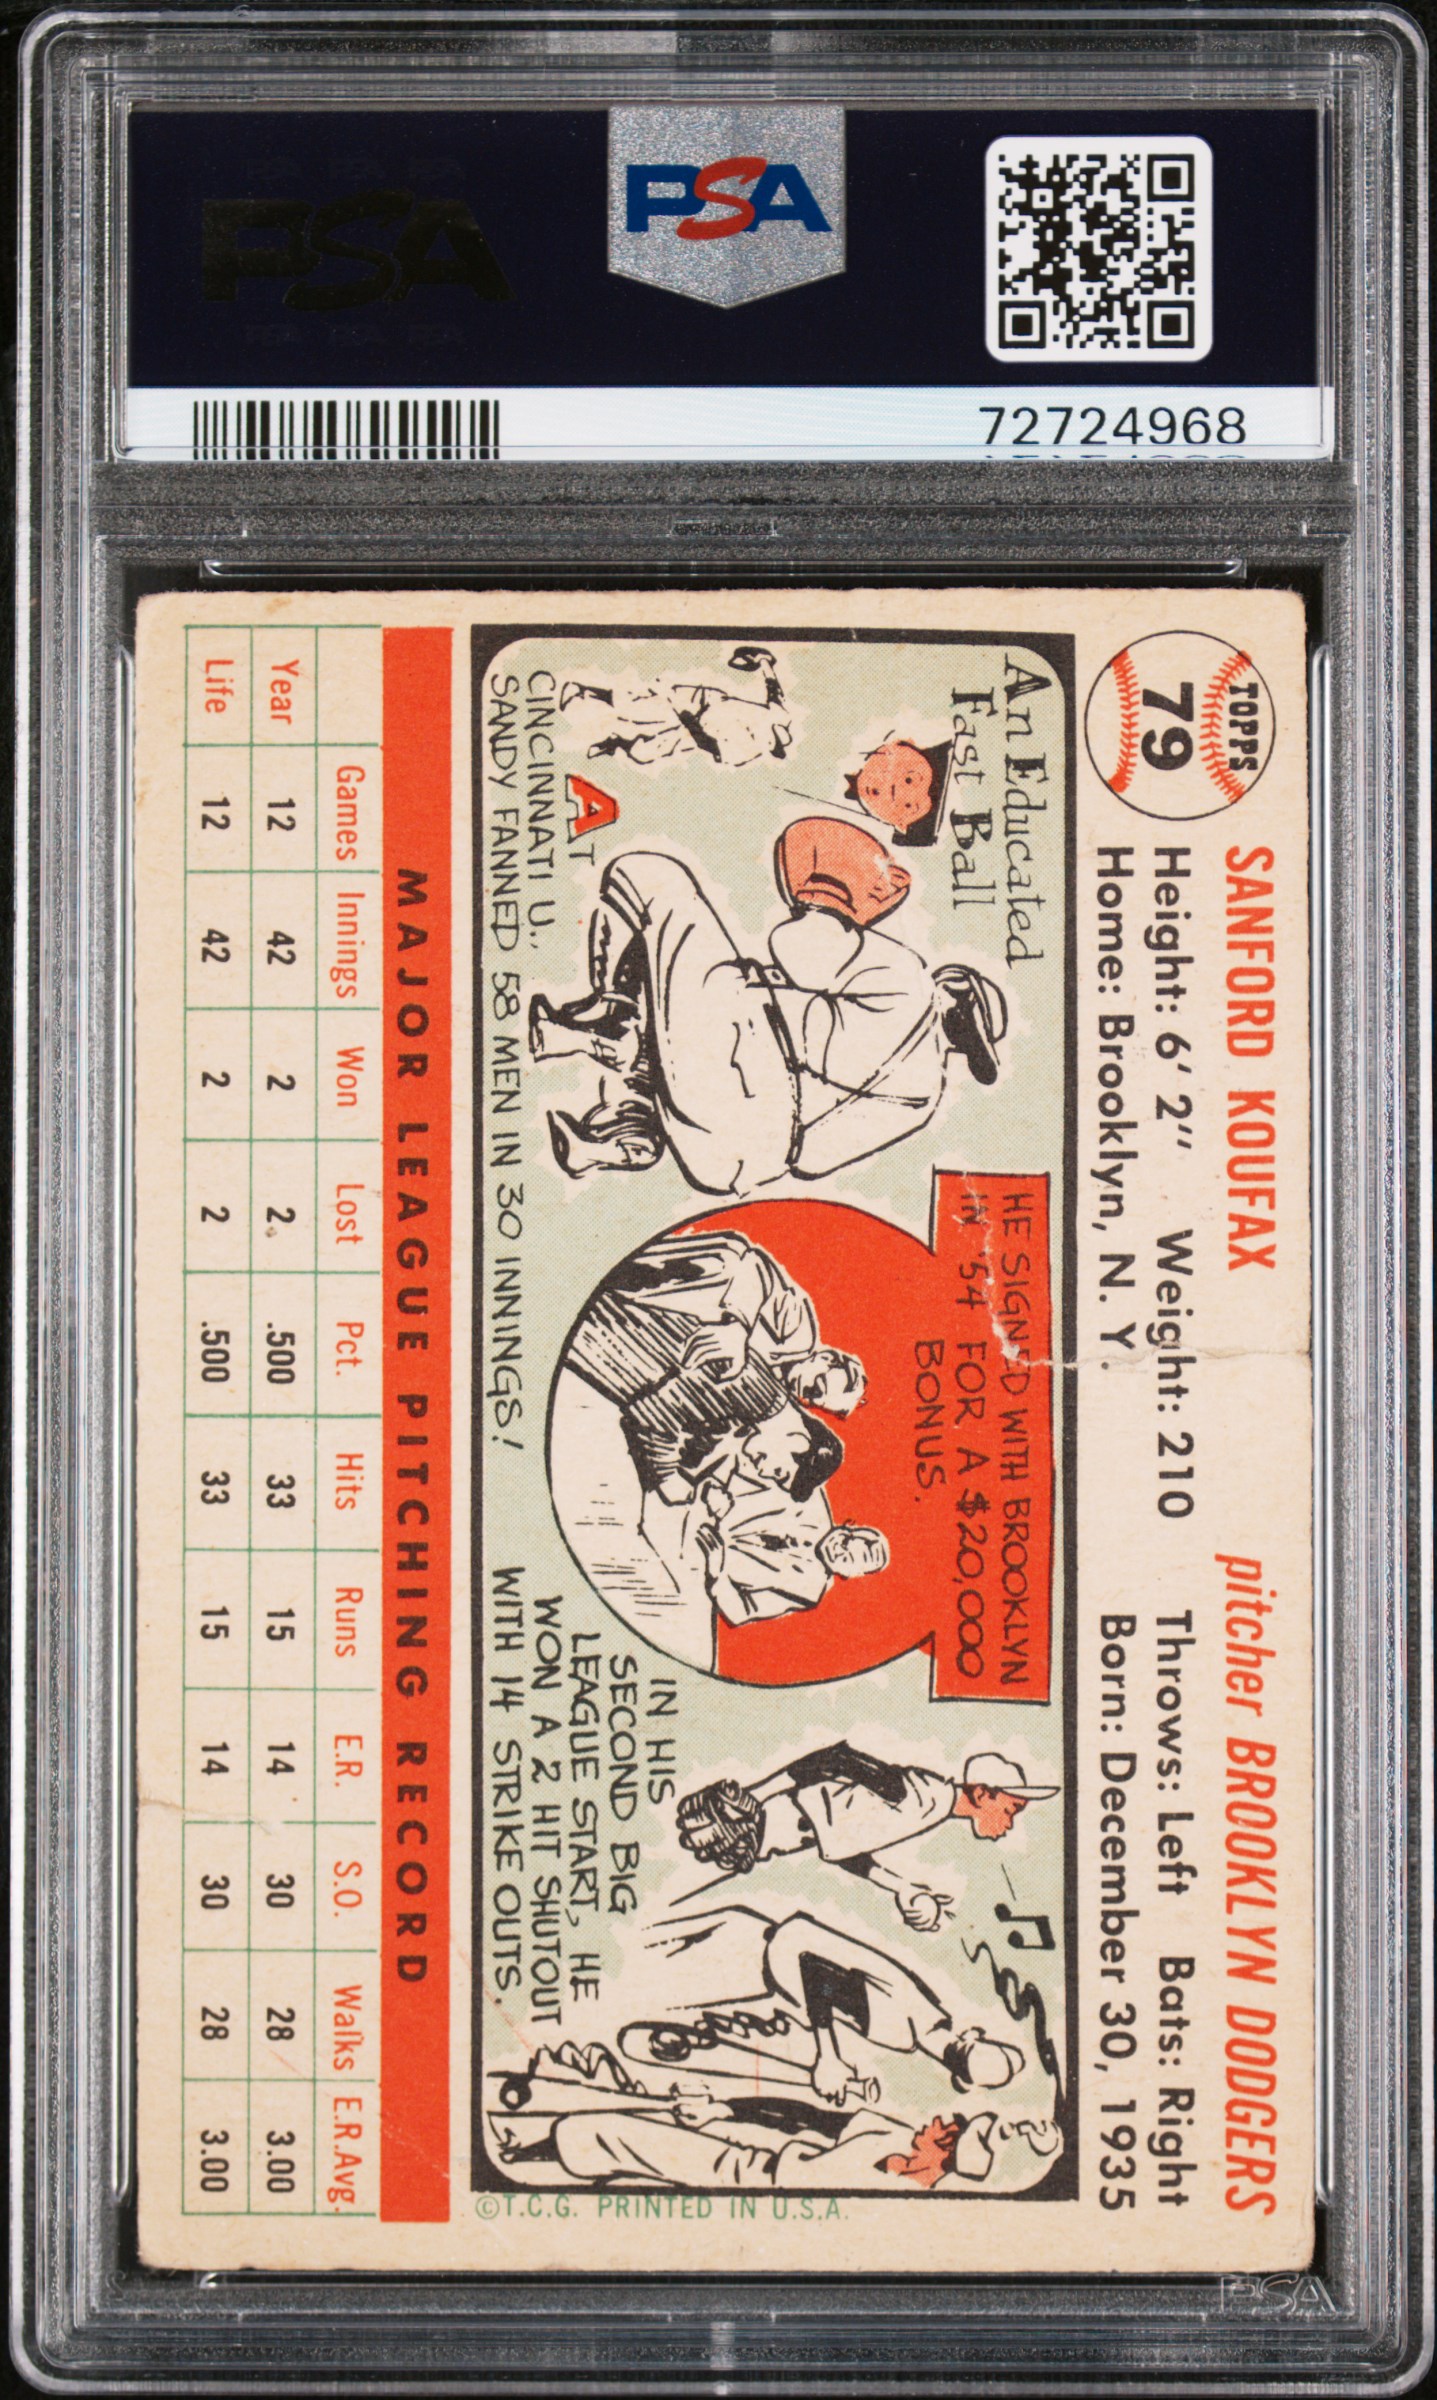 PSA
PSA
72724968
TOPPS
79
SANFORD KOUFAX
pitcher BROOKLYN DODGERS
Height: 6' 2" Weight: 210 Throws: Left Bats: Right
Home: Brooklyn, N. Y. Born: December 30, 1935
An Educated
Fast Ball
AT
CINCINNATI U.,
SANDY FANNED 58 MEN IN 30 INNINGS!
HE SIGNED WITH BROOKLYN
IN '54 FOR A $20,000
BONUS.
IN HIS
SECOND BIG
LEAGUE START, HE
WON A 2 HIT SHUTOUT
WITH 14 STRIKE OUTS.
©T.C.G. PRINTED IN U.S.A.
MAJOR LEAGUE PITCHING RECORD
Games Innings Won Lost Pct. Hits Runs E.R. S.O. Walks E.R.Avg.
Year 12 42 2 2 .500 33 15 14 30 28 3.00
Life 12 42 2 2 .500 33 15 14 30 28 3.00
PSA